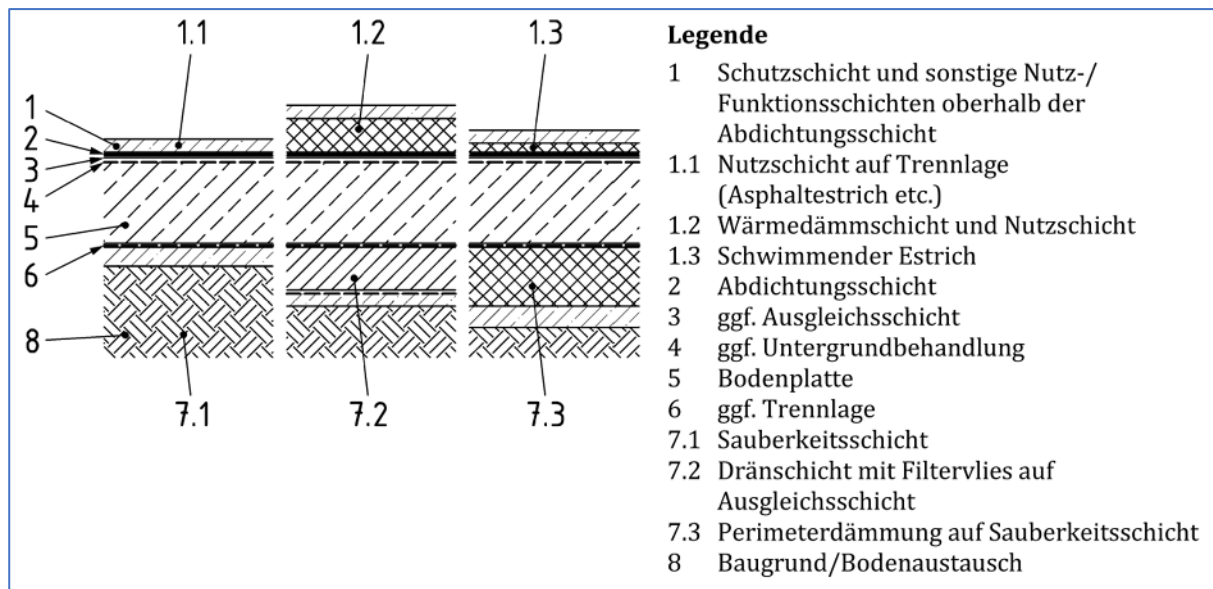 1.1 1.2 1.3
1
2
3
4
5
6
8
7.1 7.2 7.3
Legende
1 Schutzschicht und sonstige Nutz-/
Funktionsschichten oberhalb der
Abdichtungsschicht
1.1 Nutzschicht auf Trennlage
(Asphaltestrich etc.)
1.2 Wärmedämmschicht und Nutzschicht
1.3 Schwimmender Estrich
2 Abdichtungsschicht
3 ggf. Ausgleichsschicht
4 ggf. Untergrundbehandlung
5 Bodenplatte
6 ggf. Trennlage
7.1 Sauberkeitsschicht
7.2 Dränschicht mit Filtervlies auf
Ausgleichsschicht
7.3 Perimeterdämmung auf Sauberkeitsschicht
8 Baugrund/Bodenaustausch